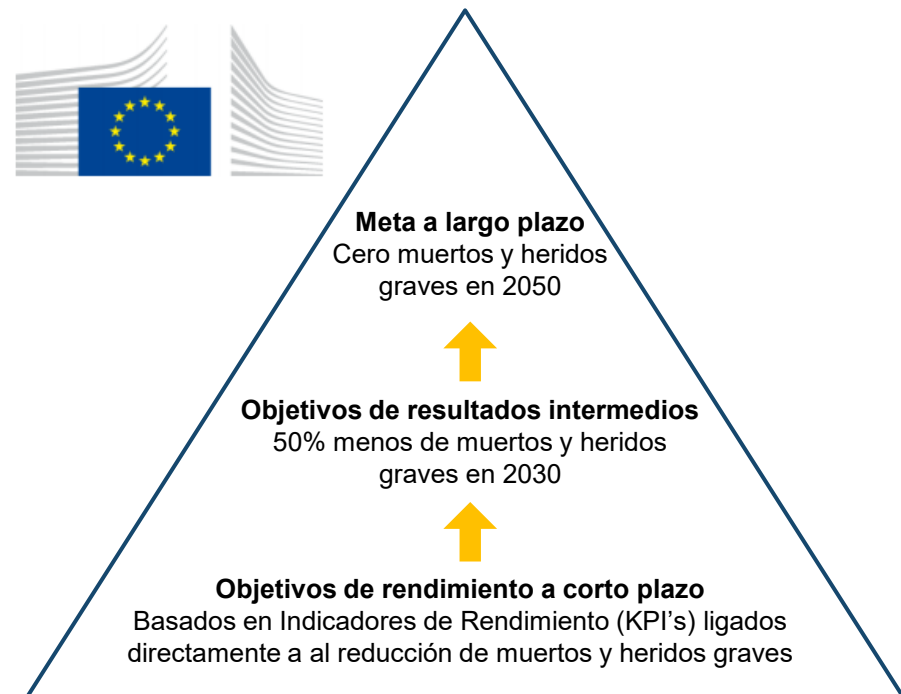 Meta a largo plazo
Cero muertos y heridos
graves en 2050
Objetivos de resultados intermedios
50% menos de muertos y heridos
graves en 2030
Objetivos de rendimiento a corto plazo
Basados en Indicadores de Rendimiento (KPI's) ligados
directamente a al reducción de muertos y heridos graves